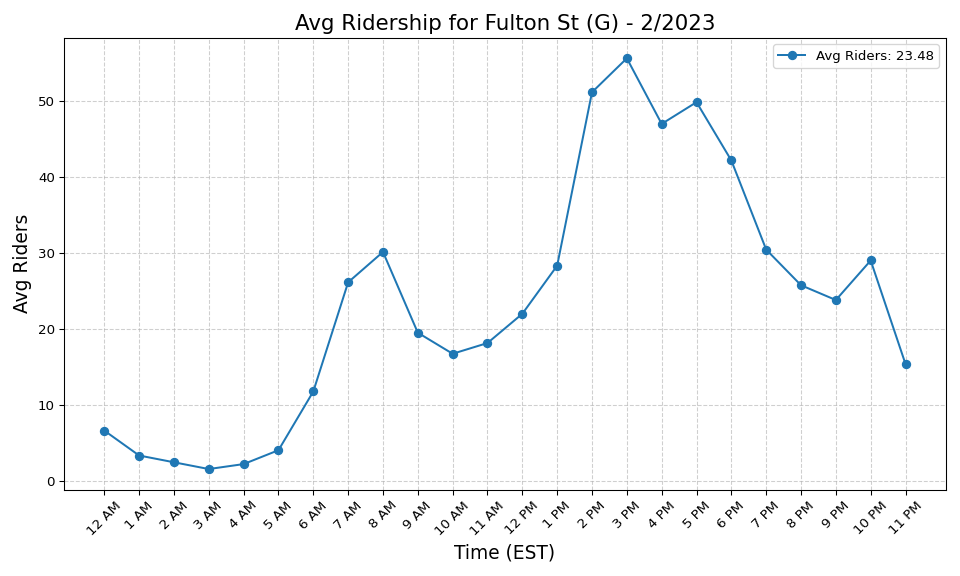 Avg Ridership for Fulton St (G) - 2/2023
Avg Riders: 23.48
Avg Riders
50
40
30
20
10
0
12 AM
1 AM
2 AM
3 AM
4 AM
5 AM
6 AM
7 AM
8 AM
9 AM
10 AM
11 AM
12 PM
1 PM
2 PM
3 PM
4 PM
5 PM
6 PM
7 PM
8 PM
9 PM
10 PM
11 PM
Time (EST)